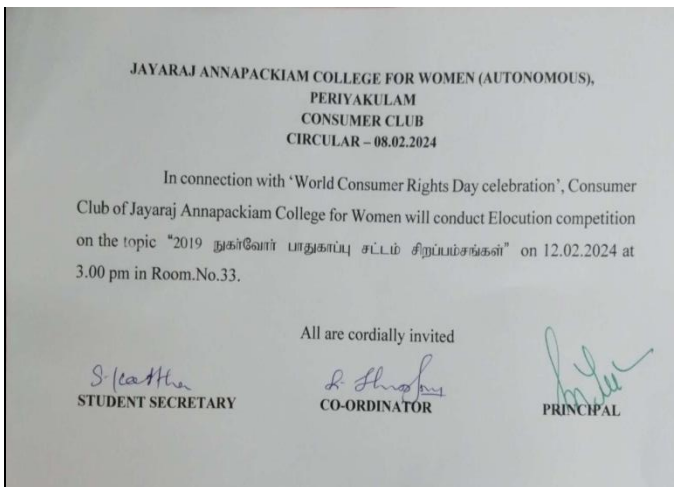 JAYARAJ ANNAPACKIAM COLLEGE FOR WOMEN (AUTONOMOUS),
PERIYAKULAM
CONSUMER CLUB
CIRCULAR – 08.02.2024
In connection with ‘World Consumer Rights Day celebration’, Consumer
Club of Jayaraj Annapackiam College for Women will conduct Elocution competition
on the topic “2019 நுகர்வோர் பாதுகாப்பு சட்டம் சிறப்பம்சங்கள்” on 12.02.2024 at
3.00 pm in Room.No.33.
All are cordially invited
STUDENT SECRETARY CO-ORDINATOR PRINCIPAL